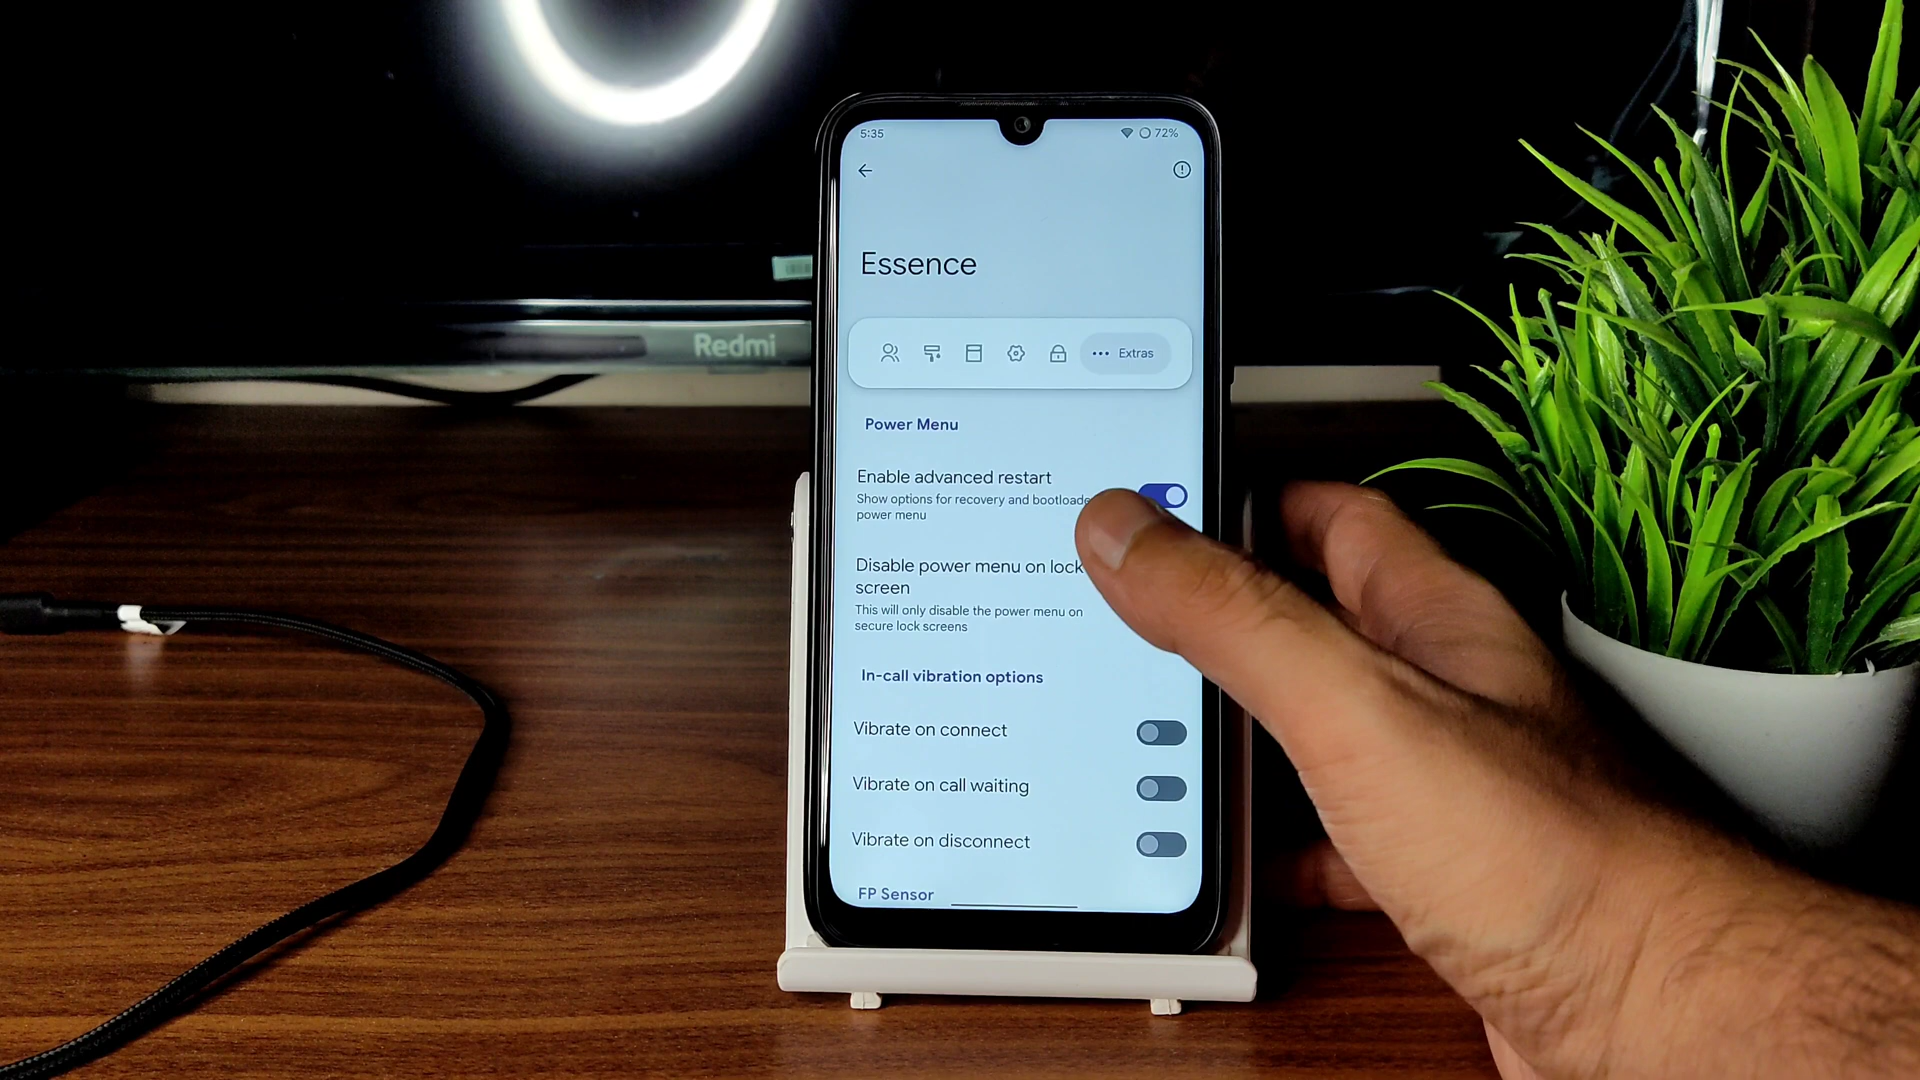 5:35
72%
Essence
Redmi
Extras
Power Menu
Enable advanced restart
Show options for recovery and bootloade
power menu
Disable power menu on lock
screen
This will only disable the power menu on
secure lock screens
In-call vibration options
Vibrate on connect
Vibrate on call waiting
Vibrate on disconnect
FP Sensor